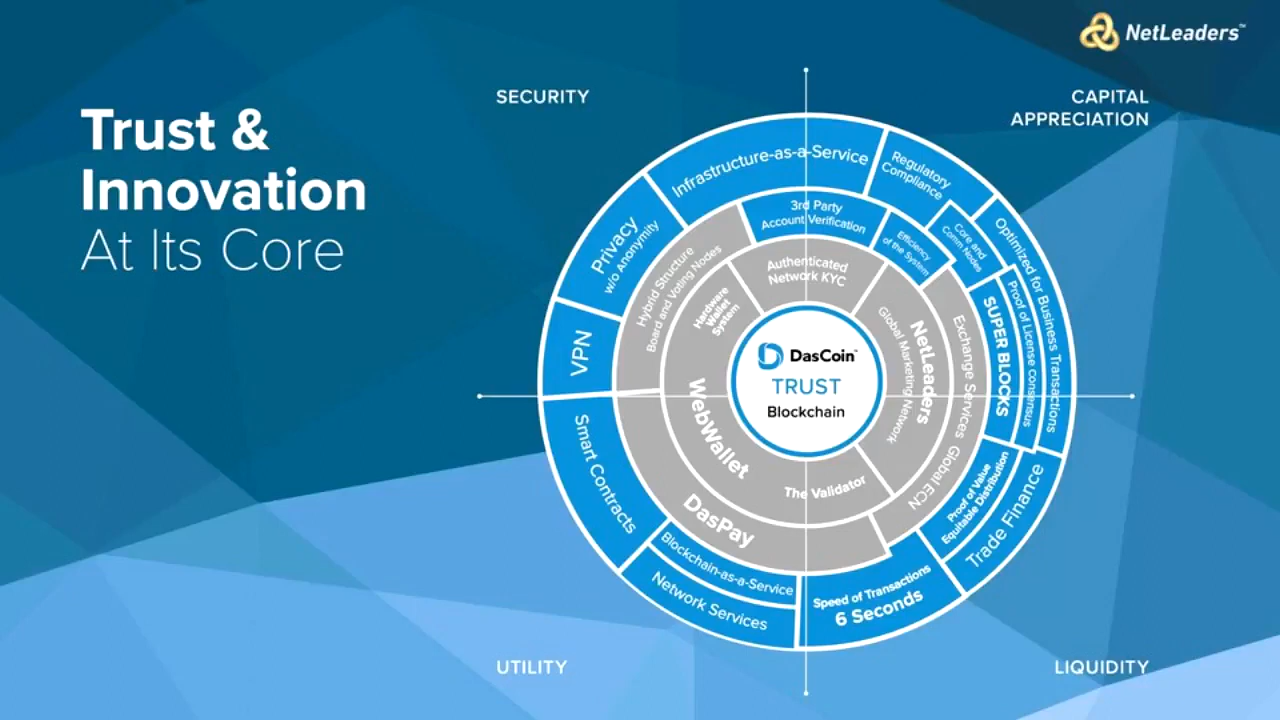 NetLeaders™
Trust &
Innovation
At Its Core
SECURITY
CAPITAL
APPRECIATION
Infrastructure-as-a-Service
Regulatory
Compliance
Optimized for Business Transactions
Privacy
w/o Anonymity
VPN
3rd Party
Account Verification
Efficiency
of the System
Core and
Comm Nodes
Hybrid Structure
Board and Voting Nodes
Hardware
Wallet
System
Authenticated
Network KYC
NetLeaders
Global Marketing Network
Exchange Services
Global ECN
SUPER BLOCKS
Proof of License Consensus
DasCoin™
TRUST
Blockchain
WebWallet
The Validator
DasPay
Smart Contracts
Blockchain-as-a-Service
Network Services
Speed of Transactions
6 Seconds
Proof of Value
Equitable Distribution
Trade Finance
UTILITY
LIQUIDITY